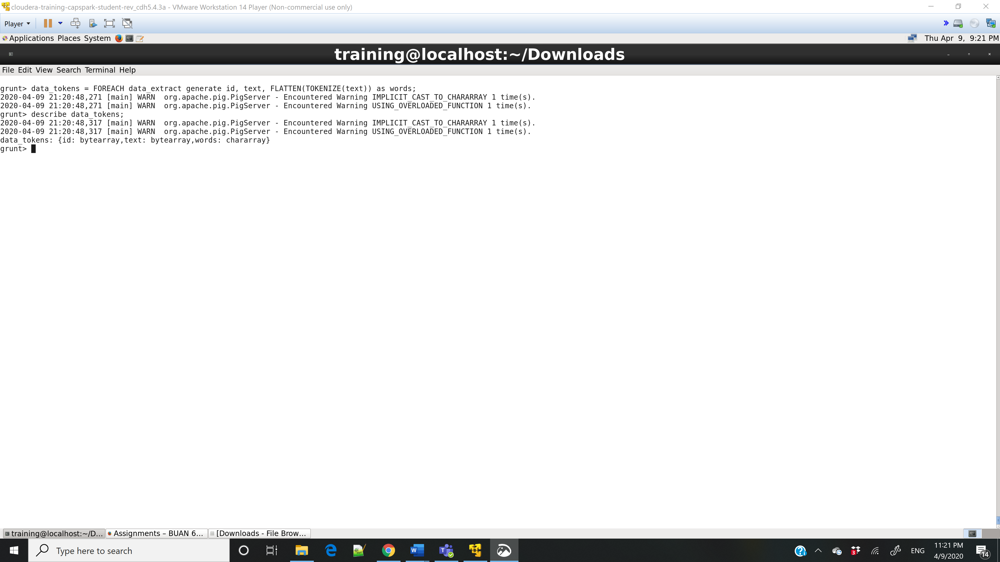 cloudera-training-capspark-student-rev_cdh5.4.3a - VMware Workstation 14 Player (Non-commercial use only)
Player
Applications Places System
Thu Apr 9, 9:21 PM
training@localhost:~/Downloads
File Edit View Search Terminal Help
grunt> data_tokens = FOREACH data_extract generate id, text, FLATTEN(TOKENIZE(text)) as words;
2020-04-09 21:20:48,271 [main] WARN  org.apache.pig.PigServer - Encountered Warning IMPLICIT_CAST_TO_CHARARRAY 1 time(s).
2020-04-09 21:20:48,271 [main] WARN  org.apache.pig.PigServer - Encountered Warning USING_OVERLOADED_FUNCTION 1 time(s).
grunt> describe data_tokens;
2020-04-09 21:20:48,317 [main] WARN  org.apache.pig.PigServer - Encountered Warning IMPLICIT_CAST_TO_CHARARRAY 1 time(s).
2020-04-09 21:20:48,317 [main] WARN  org.apache.pig.PigServer - Encountered Warning USING_OVERLOADED_FUNCTION 1 time(s).
data_tokens: {id: bytearray,text: bytearray,words: chararray}
grunt>
training@localhost:~/D... Assignments – BUAN 6... [Downloads - File Brow...
Type here to search
W
T
3
ENG
11:21 PM
4/9/2020
14